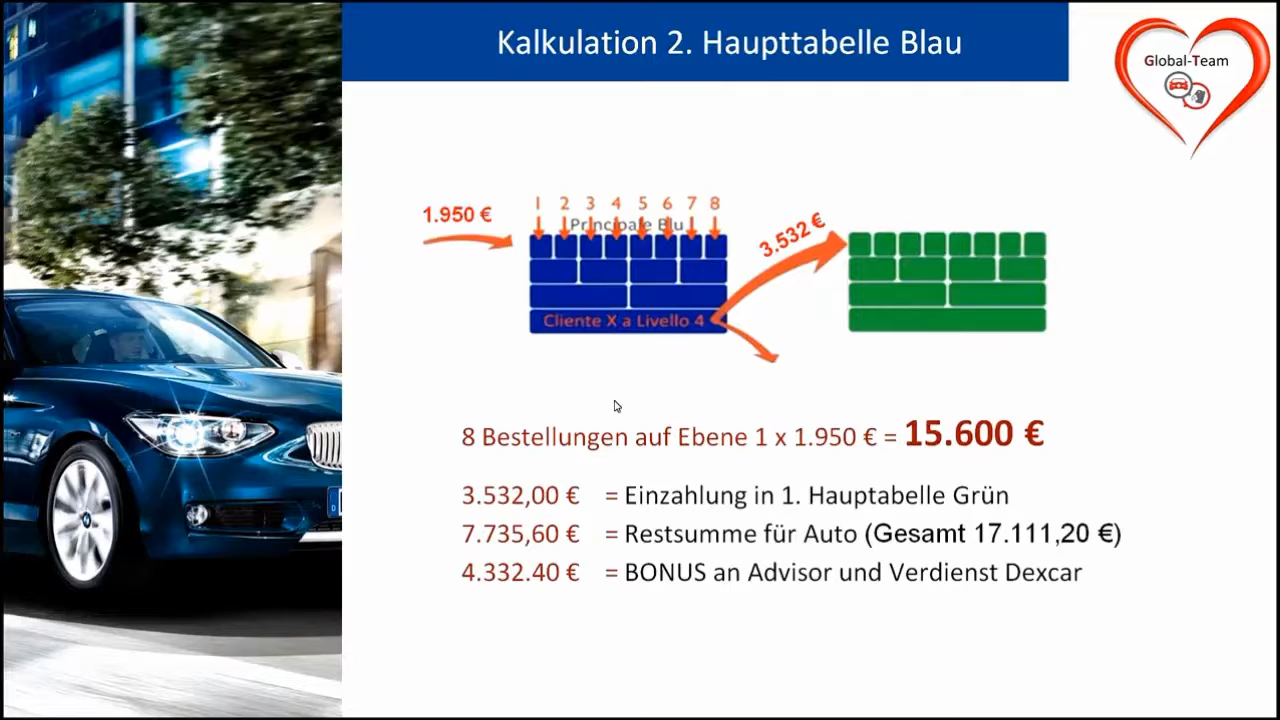 Kalkulation 2. Haupttabelle Blau
Global-Team
1.950 €
1 2 3 4 5 6 7 8
Principale Blu
3.532 €
Cliente X a Livello 4
8 Bestellungen auf Ebene 1 x 1.950 € = 15.600 €
3.532,00 € = Einzahlung in 1. Hauptabelle Grün
7.735,60 € = Restsumme für Auto (Gesamt 17.111,20 €)
4.332.40 € = BONUS an Advisor und Verdienst Dexcar
D